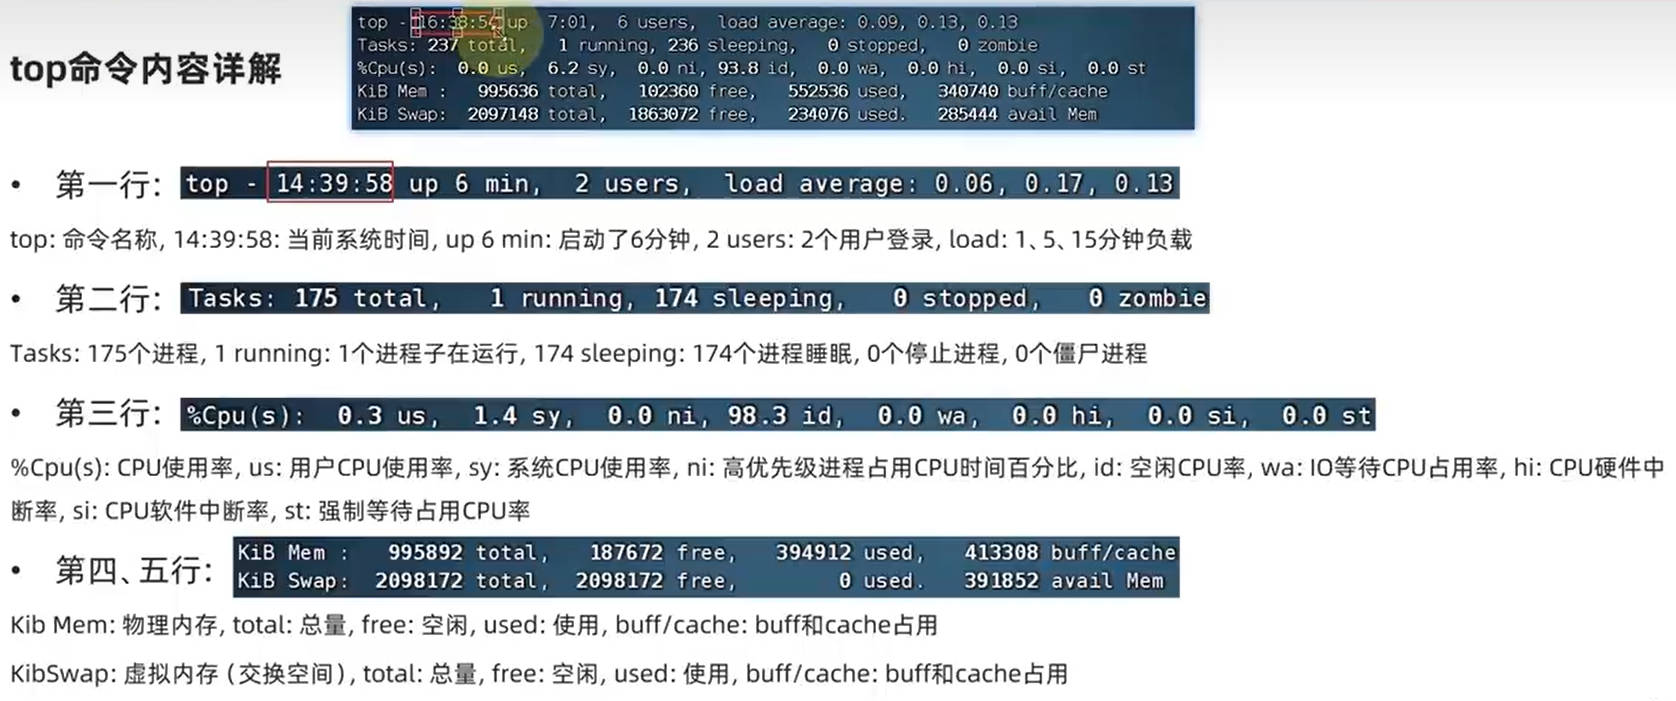 top - 16:38:54 up 7:01, 6 users, load average: 0.09, 0.13, 0.13
Tasks: 237 total, 1 running, 236 sleeping, 0 stopped, 0 zombie
%Cpu(s): 0.0 us, 6.2 sy, 0.0 ni, 93.8 id, 0.0 wa, 0.0 hi, 0.0 si, 0.0 st
KiB Mem : 995636 total, 102360 free, 552536 used, 340740 buff/cache
KiB Swap: 2097148 total, 1863072 free, 234076 used. 285444 avail Mem
top命令内容详解
• 第一行: top - 14:39:58 up 6 min, 2 users, load average: 0.06, 0.17, 0.13
top: 命令名称, 14:39:58: 当前系统时间, up 6 min: 启动了6分钟, 2 users: 2个用户登录, load: 1、5、15分钟负载
• 第二行: Tasks: 175 total, 1 running, 174 sleeping, 0 stopped, 0 zombie
Tasks: 175个进程, 1 running: 1个进程子在运行, 174 sleeping: 174个进程睡眠, 0个停止进程, 0个僵尸进程
• 第三行: %Cpu(s): 0.3 us, 1.4 sy, 0.0 ni, 98.3 id, 0.0 wa, 0.0 hi, 0.0 si, 0.0 st
%Cpu(s): CPU使用率, us: 用户CPU使用率, sy: 系统CPU使用率, ni: 高优先级进程占用CPU时间百分比, id: 空闲CPU率, wa: IO等待CPU占用率, hi: CPU硬件中
断率, si: CPU软件中断率, st: 强制等待占用CPU率
• 第四、五行:
KiB Mem : 995892 total, 187672 free, 394912 used, 413308 buff/cache
KiB Swap: 2098172 total, 2098172 free, 0 used. 391852 avail Mem
Kib Mem: 物理内存, total: 总量, free: 空闲, used: 使用, buff/cache: buff和cache占用
KibSwap: 虚拟内存（交换空间）, total: 总量, free: 空闲, used: 使用, buff/cache: buff和cache占用